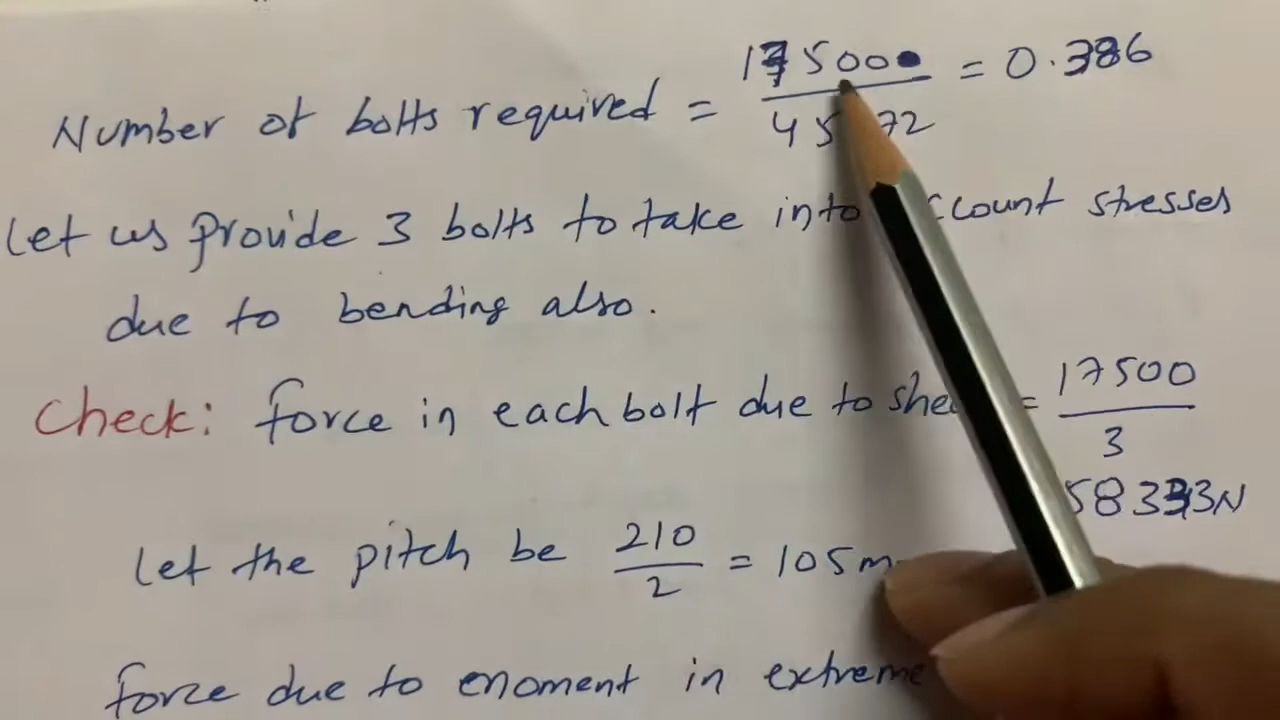 Number of bolts required = 17500 / 45 72 = 0.386
Let us provide 3 bolts to take into count stresses
due to bending also.
Check: force in each bolt due to she = 17500 / 3
5833.3N
Let the pitch be 210 / 2 = 105m
force due to moment in extreme